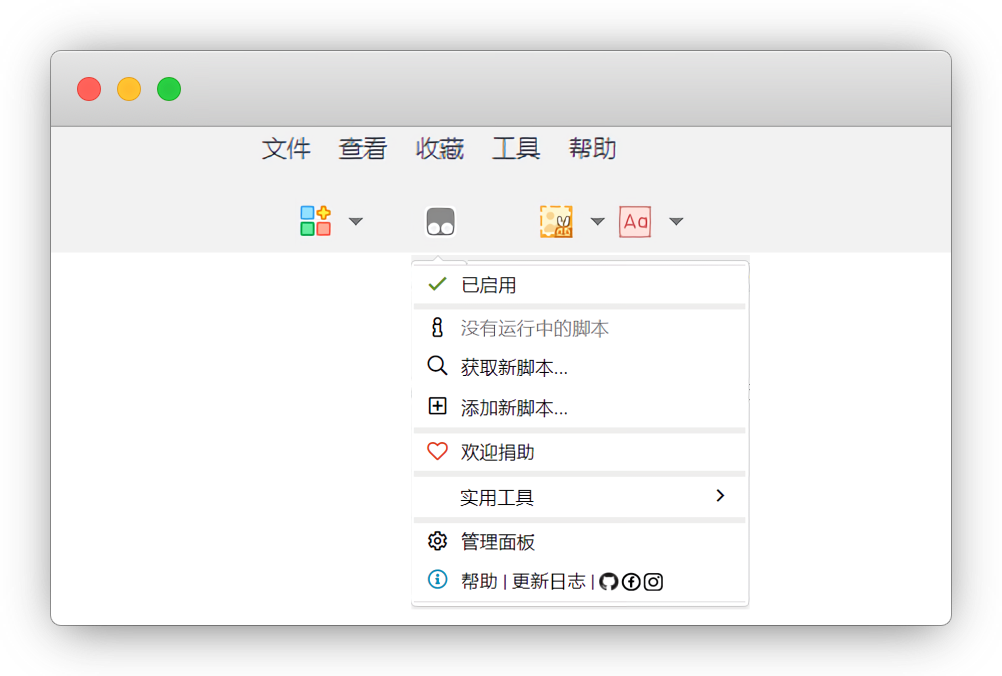 文件 查看 收藏 工具 帮助
Aa
已启用
没有运行中的脚本
获取新脚本...
添加新脚本...
欢迎捐助
实用工具
管理面板
帮助 | 更新日志 |